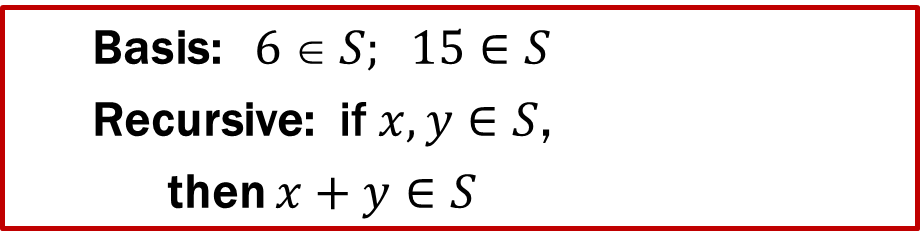 Basis: 6 ∈ S; 15 ∈ S
Recursive: if x, y ∈ S,
then x + y ∈ S